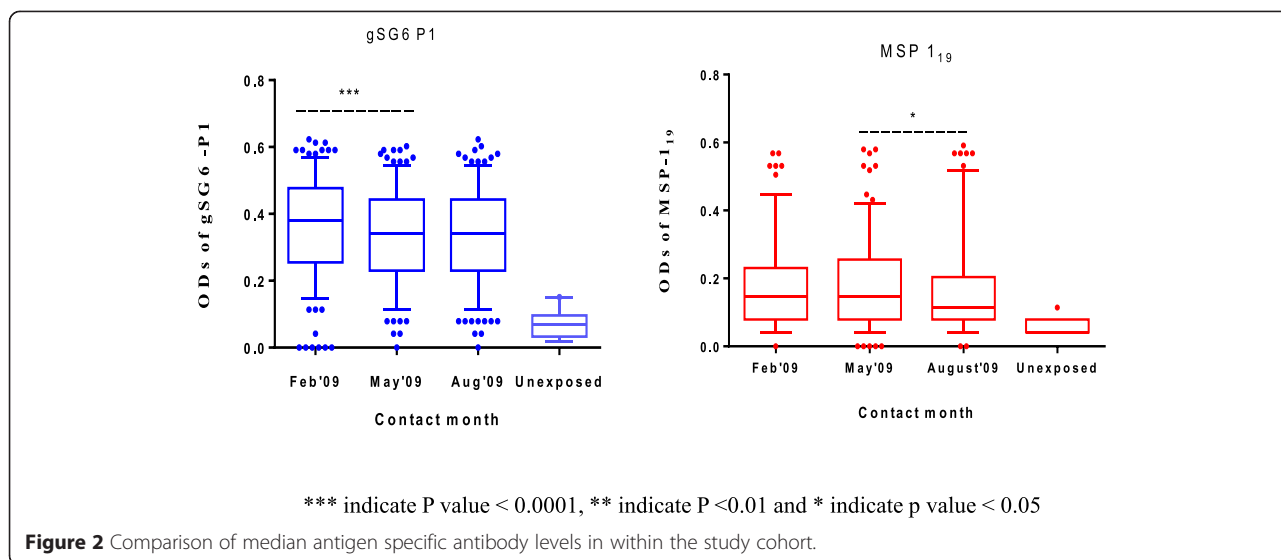 gSG6 P1
***
ODs of gSG6 -P1
0.8
0.6
0.4
0.2
0.0
Feb'09 May'09 Aug'09 Unexposed
Contact month
MSP 1₁₉
*
ODs of MSP-1₁₉
0.8
0.6
0.4
0.2
0.0
Feb'09 May'09 August'09 Unexposed
Contact month
*** indicate P value < 0.0001, ** indicate P <0.01 and * indicate p value < 0.05
Figure 2 Comparison of median antigen specific antibody levels in within the study cohort.